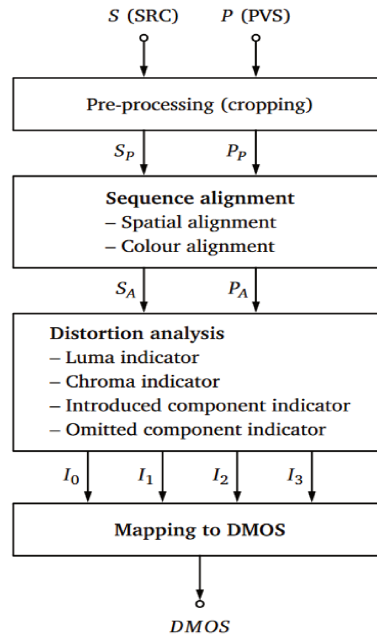 S (SRC) P (PVS)
Pre-processing (cropping)
S_P P_P
Sequence alignment
– Spatial alignment
– Colour alignment
S_A P_A
Distortion analysis
– Luma indicator
– Chroma indicator
– Introduced component indicator
– Omitted component indicator
I_0 I_1 I_2 I_3
Mapping to DMOS
DMOS